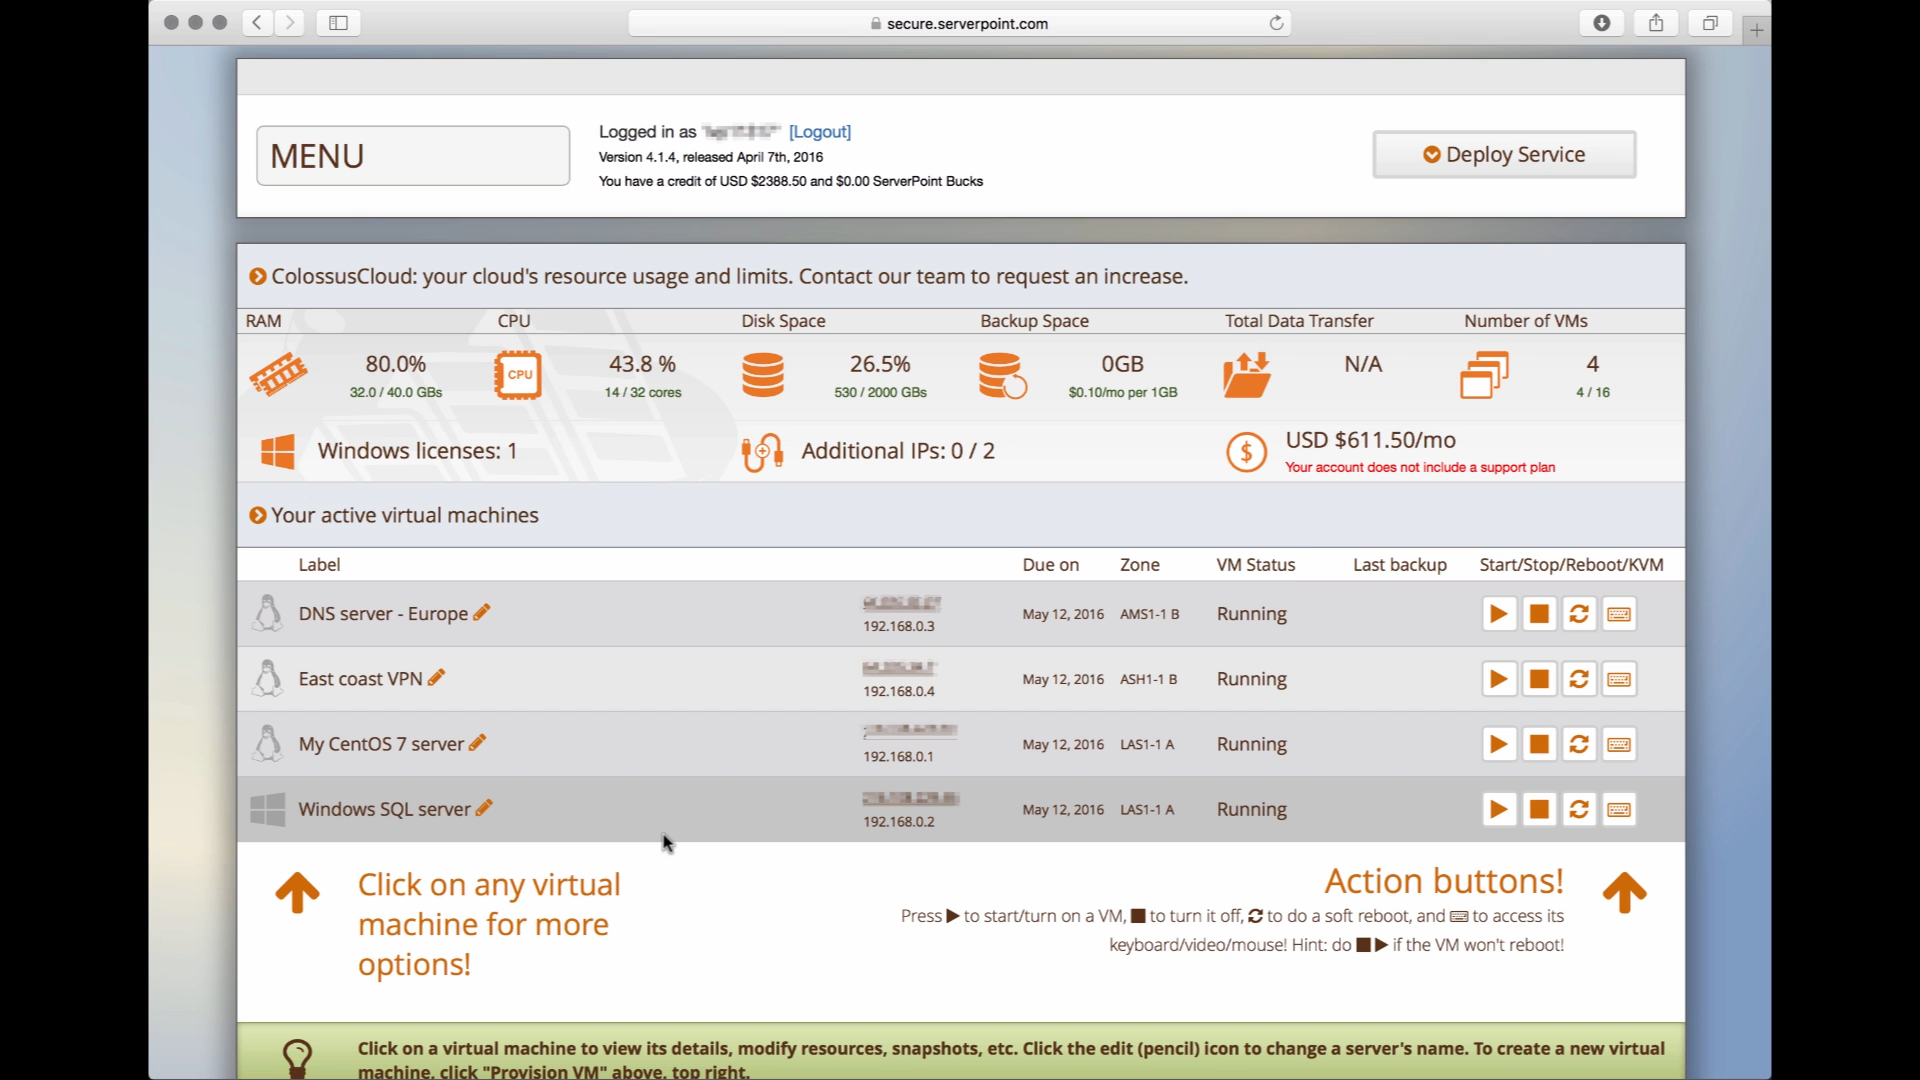 secure.serverpoint.com
MENU
Logged in as [Logout]
Version 4.1.4, released April 7th, 2016
You have a credit of USD $2388.50 and $0.00 ServerPoint Bucks
Deploy Service
ColossusCloud: your cloud's resource usage and limits. Contact our team to request an increase.
RAM CPU Disk Space Backup Space Total Data Transfer Number of VMs
80.0% CPU 43.8 % 26.5% 0GB N/A 4
32.0 / 40.0 GBs 14 / 32 cores 530 / 2000 GBs $0.10/mo per 1GB 4 / 16
Windows licenses: 1 Additional IPs: 0 / 2 $ USD $611.50/mo
Your account does not include a support plan
Your active virtual machines
Label Due on Zone VM Status Last backup Start/Stop/Reboot/KVM
DNS server - Europe 192.168.0.3 May 12, 2016 AMS1-1 B Running
East coast VPN 192.168.0.4 May 12, 2016 ASH1-1 B Running
My CentOS 7 server 192.168.0.1 May 12, 2016 LAS1-1 A Running
Windows SQL server 192.168.0.2 May 12, 2016 LAS1-1 A Running
Click on any virtual
machine for more
options!
Action buttons!
Press to start/turn on a VM, to turn it off, to do a soft reboot, and to access its
keyboard/video/mouse! Hint: do if the VM won't reboot!
Click on a virtual machine to view its details, modify resources, snapshots, etc. Click the edit (pencil) icon to change a server's name. To create a new virtual
machine, click "Provision VM" above, top right.